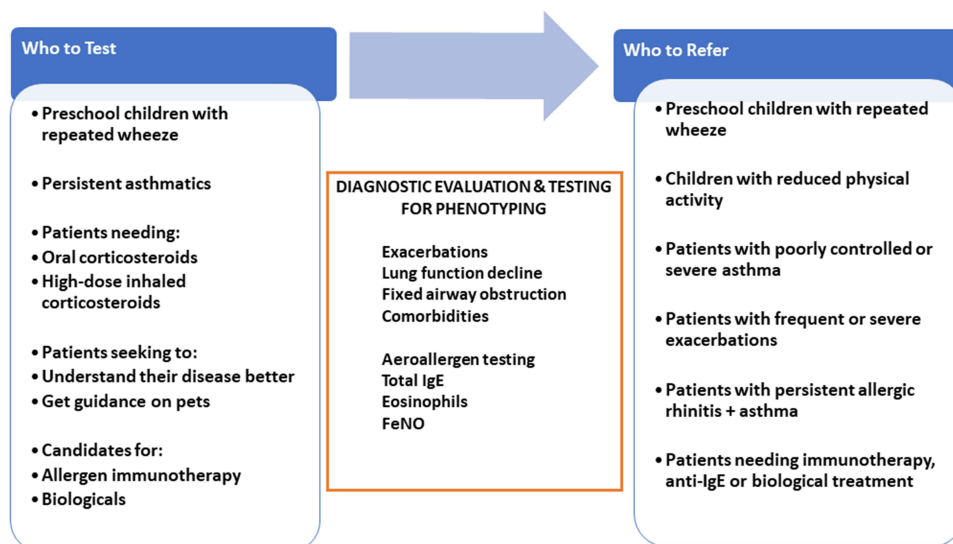 Who to Test
• Preschool children with
repeated wheeze
• Persistent asthmatics
• Patients needing:
• Oral corticosteroids
• High-dose inhaled
corticosteroids
• Patients seeking to:
• Understand their disease better
• Get guidance on pets
• Candidates for:
• Allergen immunotherapy
• Biologicals
DIAGNOSTIC EVALUATION & TESTING
FOR PHENOTYPING
Exacerbations
Lung function decline
Fixed airway obstruction
Comorbidities
Aeroallergen testing
Total IgE
Eosinophils
FeNO
Who to Refer
• Preschool children with repeated
wheeze
• Children with reduced physical
activity
• Patients with poorly controlled or
severe asthma
• Patients with frequent or severe
exacerbations
• Patients with persistent allergic
rhinitis + asthma
• Patients needing immunotherapy,
anti-IgE or biological treatment